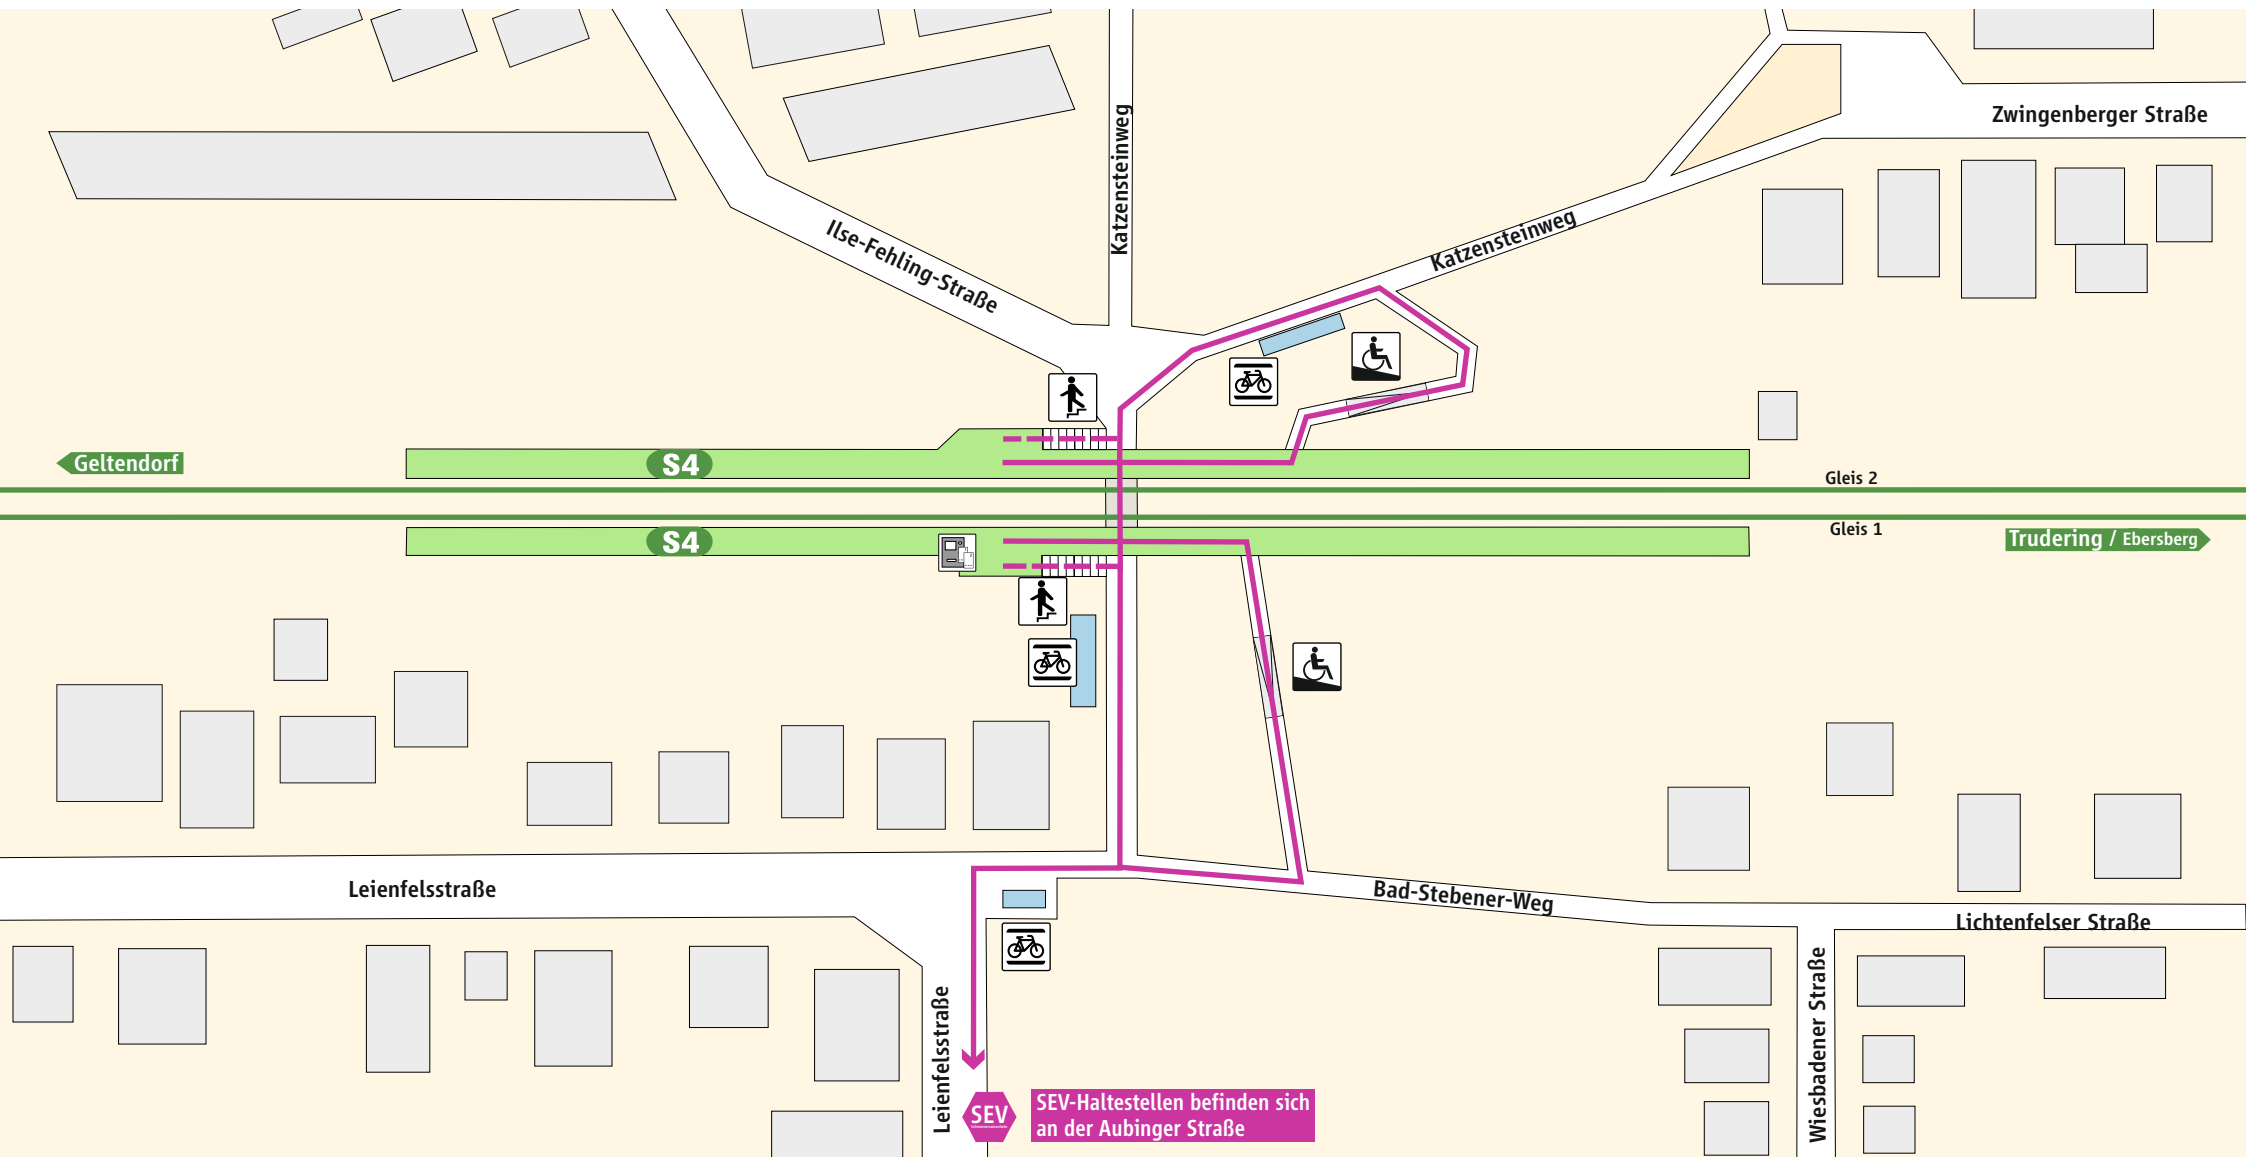 Zwingenberger Straße
Katzensteinweg
Ilse-Fehling-Straße
Katzensteinweg
Geltendorf
S4
Gleis 2
S4
Gleis 1
Trudering / Ebersberg
Leienfelsstraße
Bad-Stebener-Weg
Lichtenfelser Straße
Leienfelsstraße
Wiesbadener Straße
SEV
SEV-Haltestellen befinden sich
an der Aubinger Straße